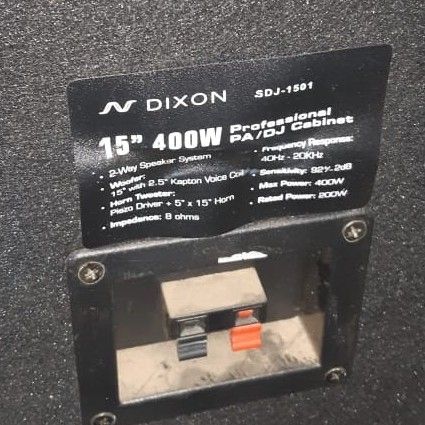 DIXON SDJ-1501
15" 400W Professional PA/DJ Cabinet
• 2-Way Speaker System
• Woofer:
15" with 2.5" Kapton Voice Coil
• Horn Tweeter:
Piezo Driver + 5" x 15" Horn
• Impedance: 8 ohms
• Frequency Response:
40Hz - 20KHz
• Sensitivity: 92+-2dB
• Max Power: 400W
• Rated Power: 200W